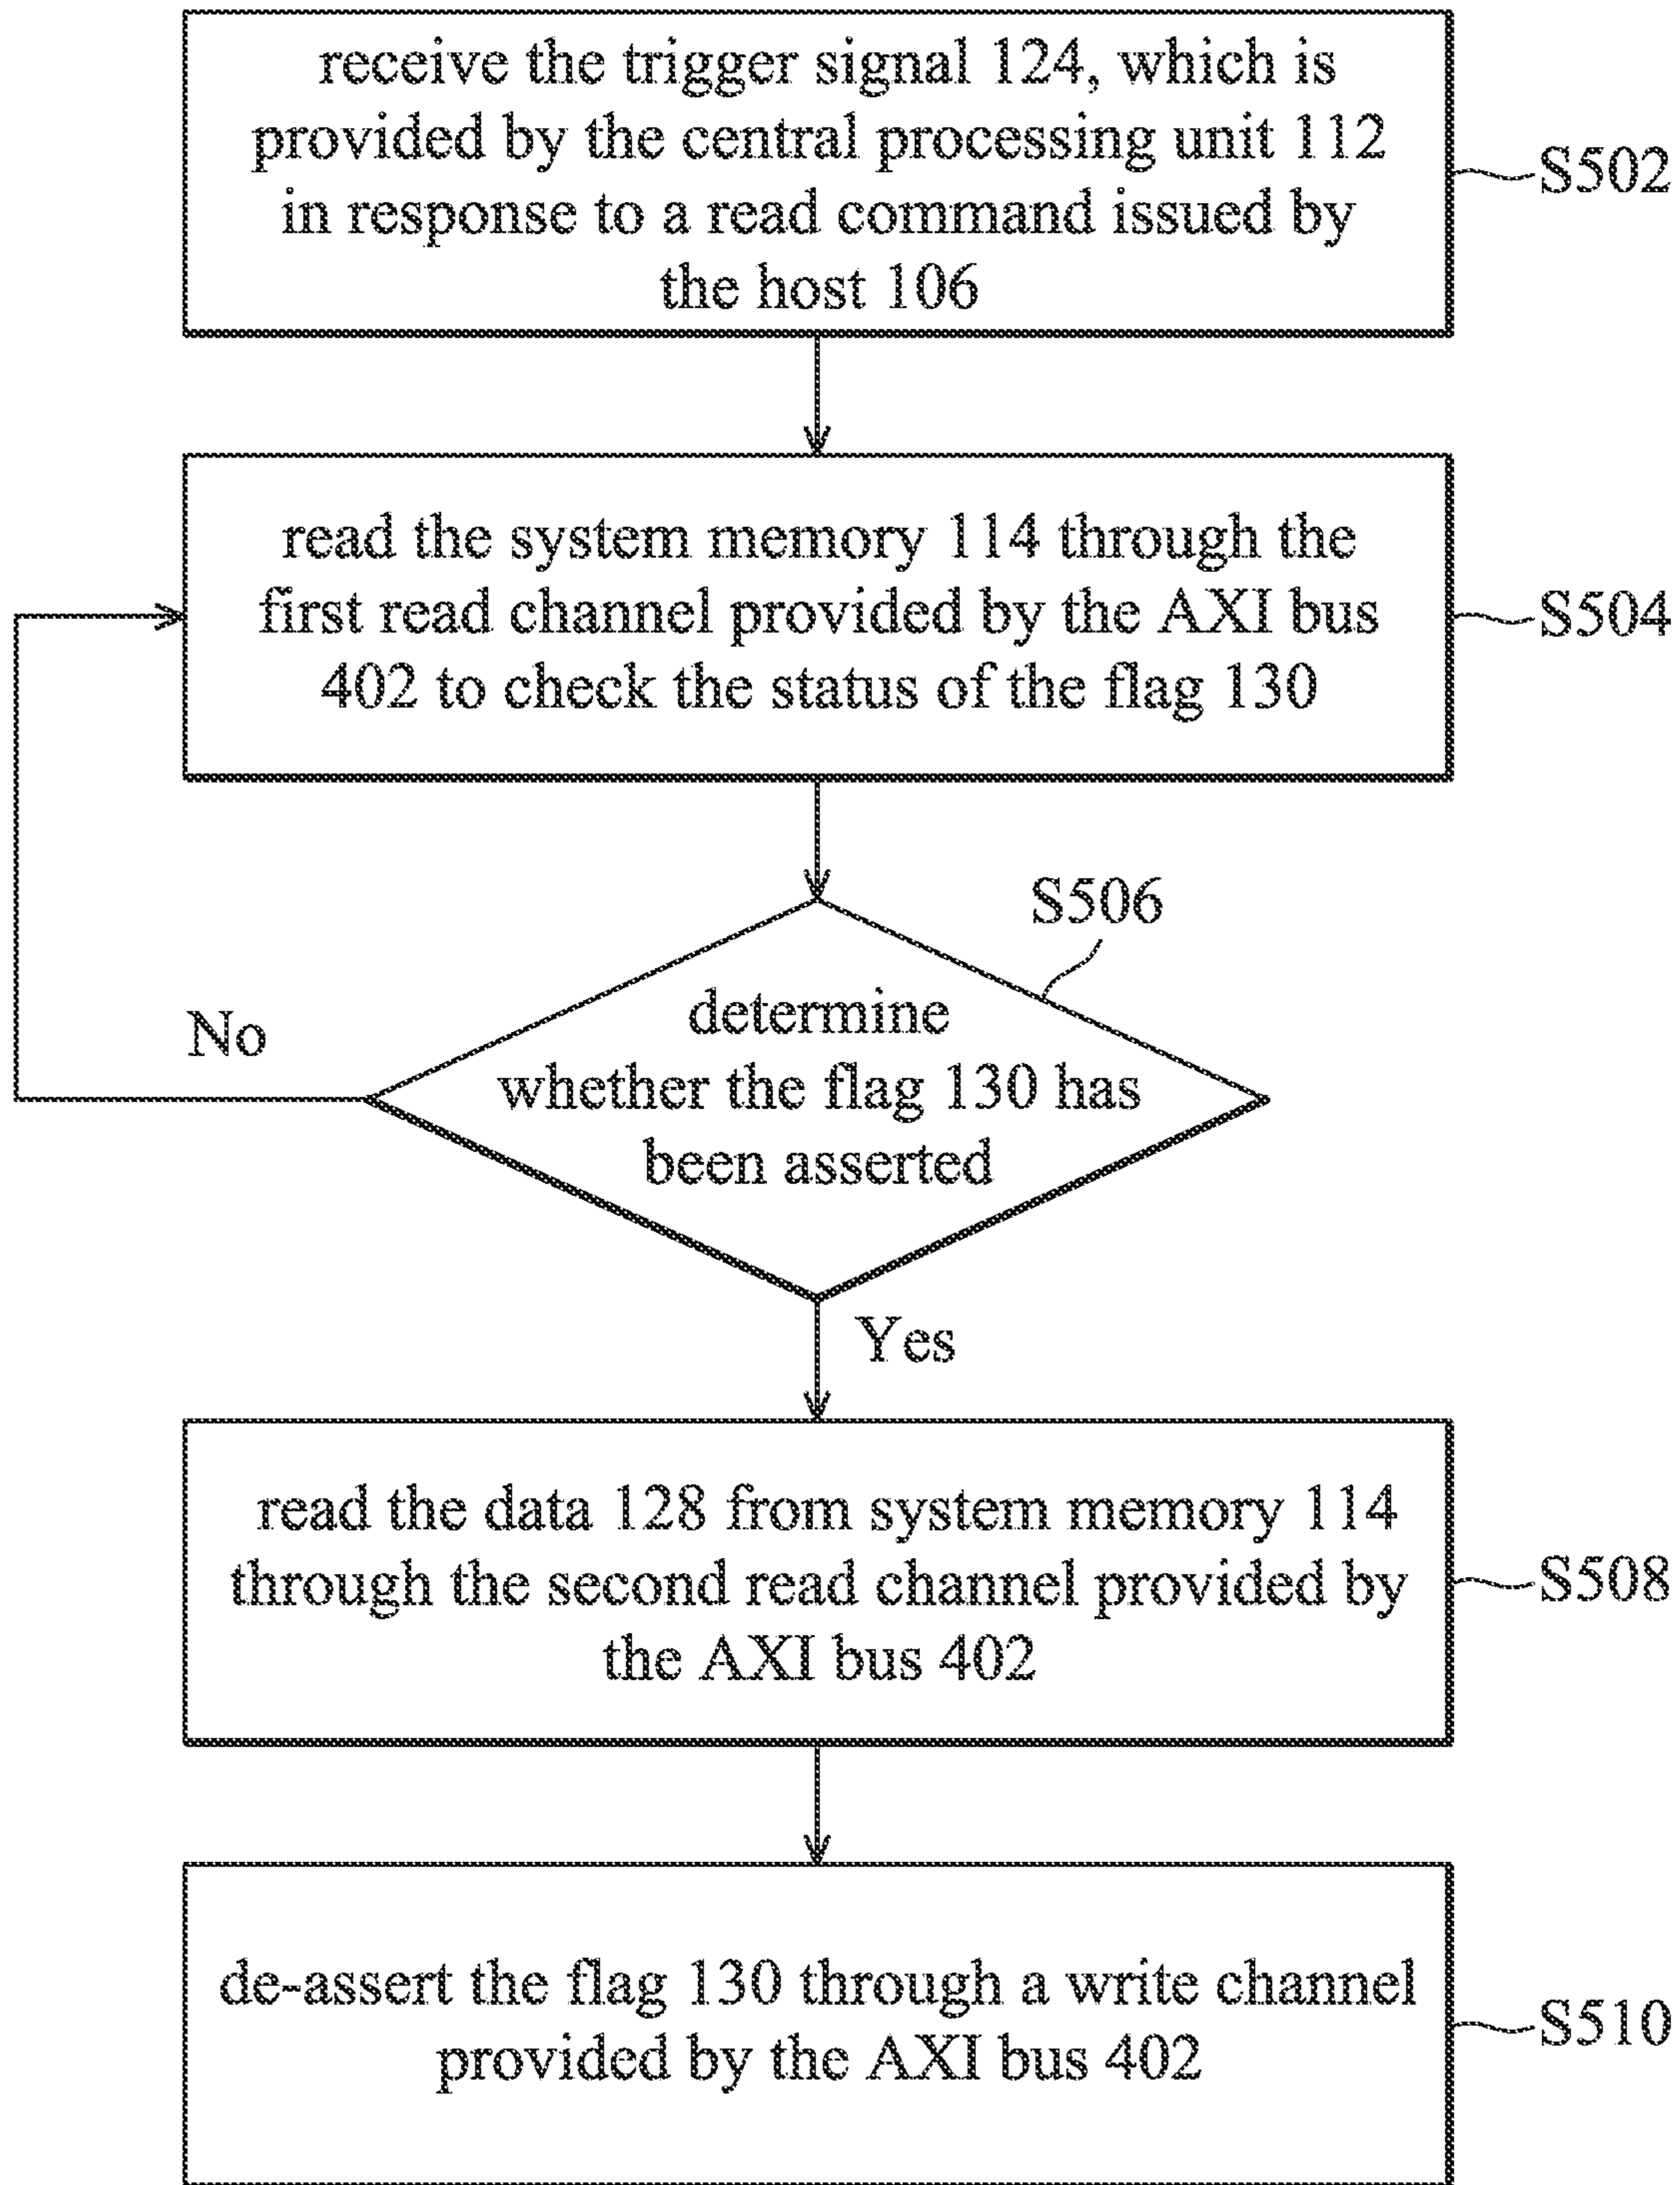 receive the trigger signal 124, which is
provided by the central processing unit 112
in response to a read command issued by
the host 106
S502
read the system memory 114 through the
first read channel provided by the AXI bus
402 to check the status of the flag 130
S504
S506
determine
whether the flag 130 has
been asserted
No
Yes
read the data 128 from system memory 114
through the second read channel provided by
the AXI bus 402
S508
de-assert the flag 130 through a write channel
provided by the AXI bus 402
S510